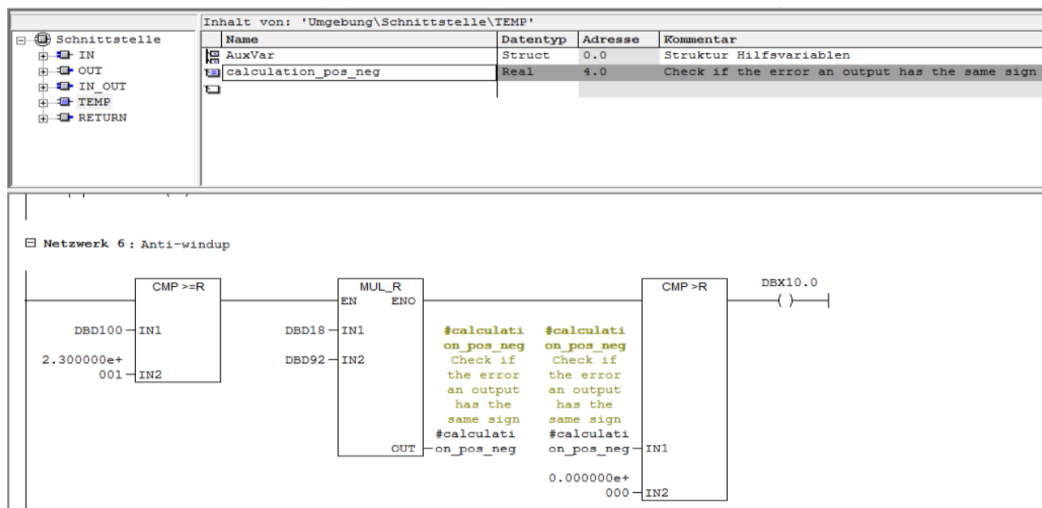 Inhalt von: 'Umgebung\Schnittstelle\TEMP'
Schnittstelle
IN
OUT
IN_OUT
TEMP
RETURN
Name Datentyp Adresse Kommentar
AuxVar Struct 0.0 Struktur Hilfsvariablen
calculation_pos_neg Real 4.0 Check if the error an output has the same sign
Netzwerk 6: Anti-windup
CMP >=R
DBD100 IN1
2.300000e+
001 IN2
MUL_R
EN ENO
DBD18 IN1
DBD92 IN2
OUT
#calculati
on_pos_neg
Check if
the error
an output
has the
same sign
#calculati
on_pos_neg
#calculati
on_pos_neg
Check if
the error
an output
has the
same sign
#calculati
on_pos_neg IN1
0.000000e+
000 IN2
CMP >R
DBX10.0
( )